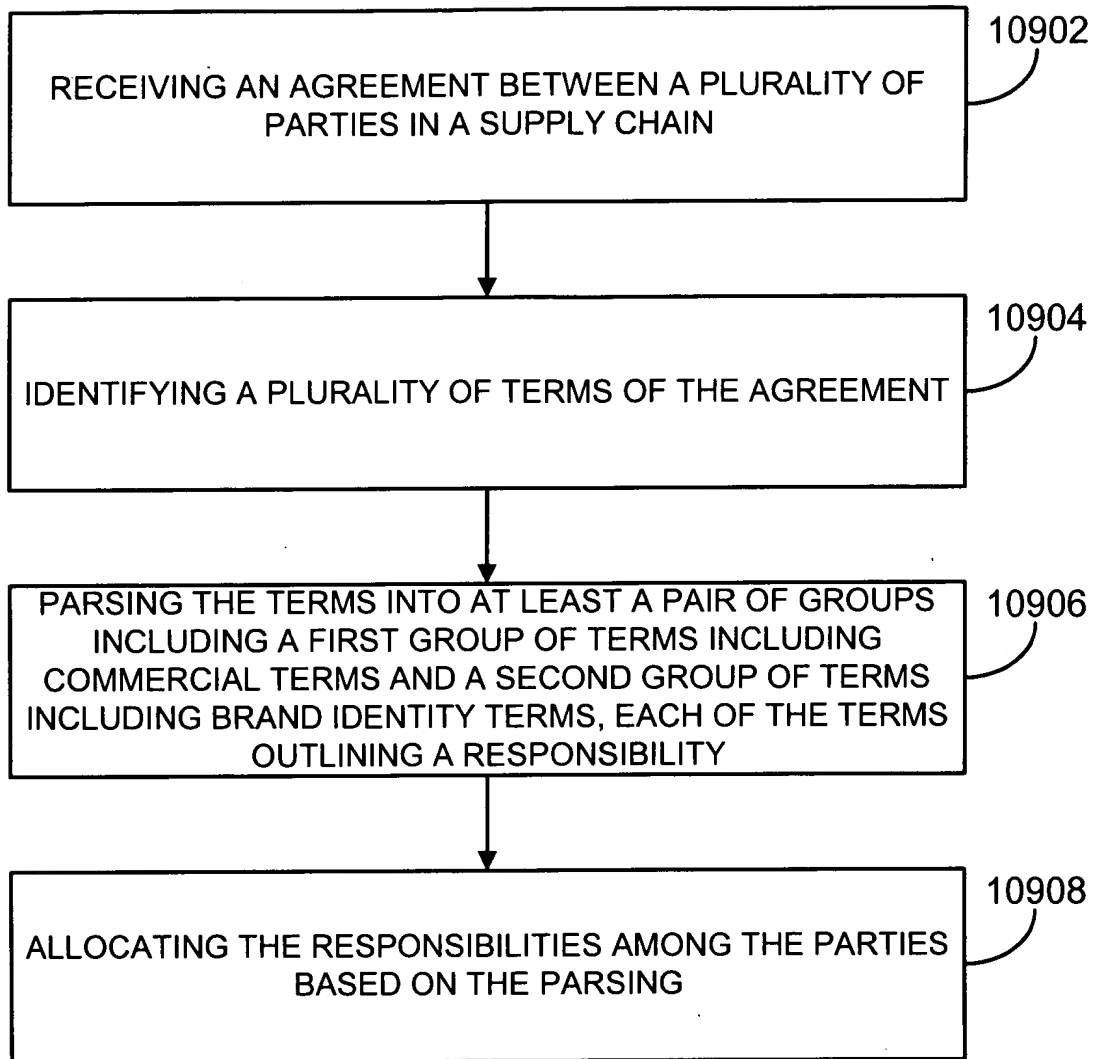 10902
RECEIVING AN AGREEMENT BETWEEN A PLURALITY OF
PARTIES IN A SUPPLY CHAIN
10904
IDENTIFYING A PLURALITY OF TERMS OF THE AGREEMENT
10906
PARSING THE TERMS INTO AT LEAST A PAIR OF GROUPS
INCLUDING A FIRST GROUP OF TERMS INCLUDING
COMMERCIAL TERMS AND A SECOND GROUP OF TERMS
INCLUDING BRAND IDENTITY TERMS, EACH OF THE TERMS
OUTLINING A RESPONSIBILITY
10908
ALLOCATING THE RESPONSIBILITIES AMONG THE PARTIES
BASED ON THE PARSING